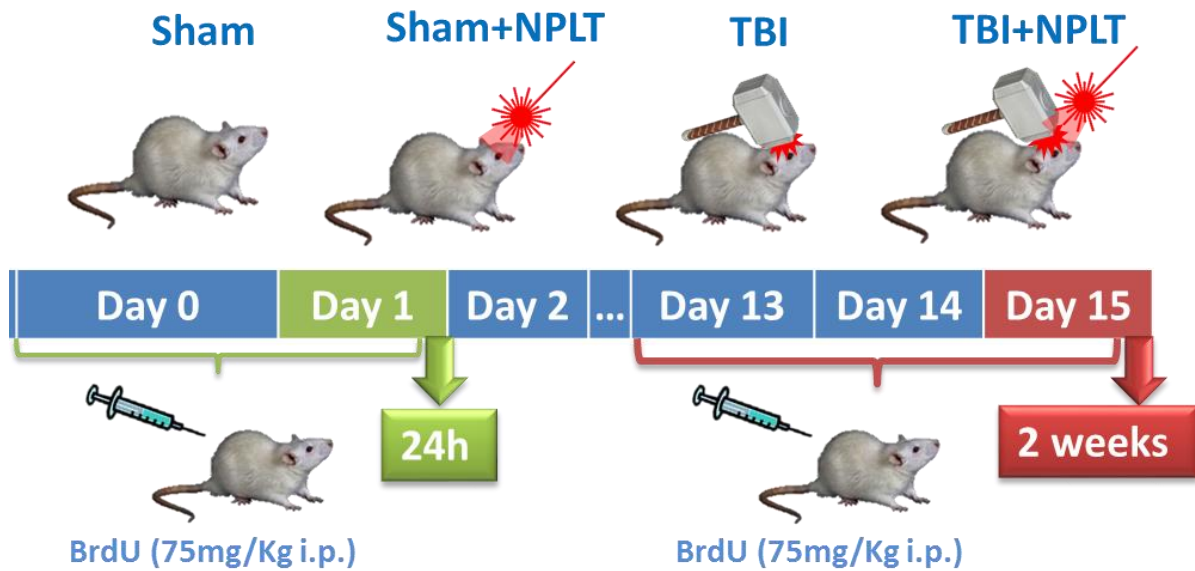 Sham
Sham+NPLT
TBI
TBI+NPLT
Day 0
Day 1
Day 2
...
Day 13
Day 14
Day 15
24h
2 weeks
BrdU (75mg/Kg i.p.)
BrdU (75mg/Kg i.p.)